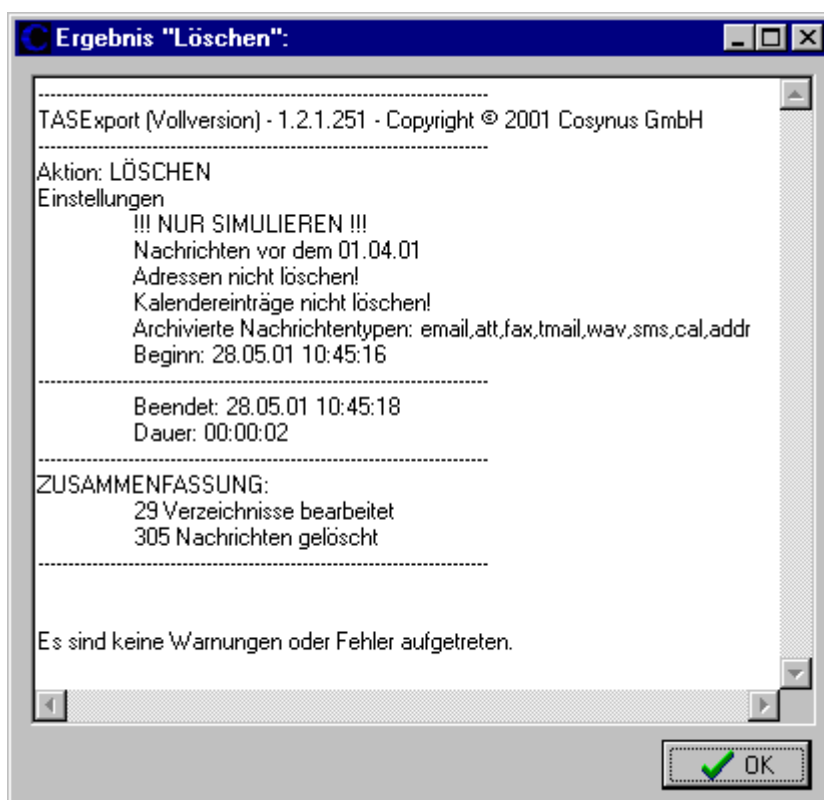 Ergebnis "Löschen":
------------------------------------------------------------------------------------
TASExport (Vollversion) - 1.2.1.251 - Copyright © 2001 Cosynus GmbH
------------------------------------------------------------------------------------
Aktion: LÖSCHEN
Einstellungen
!!! NUR SIMULIEREN !!!
Nachrichten vor dem 01.04.01
Adressen nicht löschen!
Kalendereinträge nicht löschen!
Archivierte Nachrichtentypen: email,att,fax,tmail,wav,sms,cal,addr
Beginn: 28.05.01 10:45:16
------------------------------------------------------------------------------------
Beendet: 28.05.01 10:45:18
Dauer: 00:00:02
------------------------------------------------------------------------------------
ZUSAMMENFASSUNG:
29 Verzeichnisse bearbeitet
305 Nachrichten gelöscht
------------------------------------------------------------------------------------
Es sind keine Warnungen oder Fehler aufgetreten.
OK